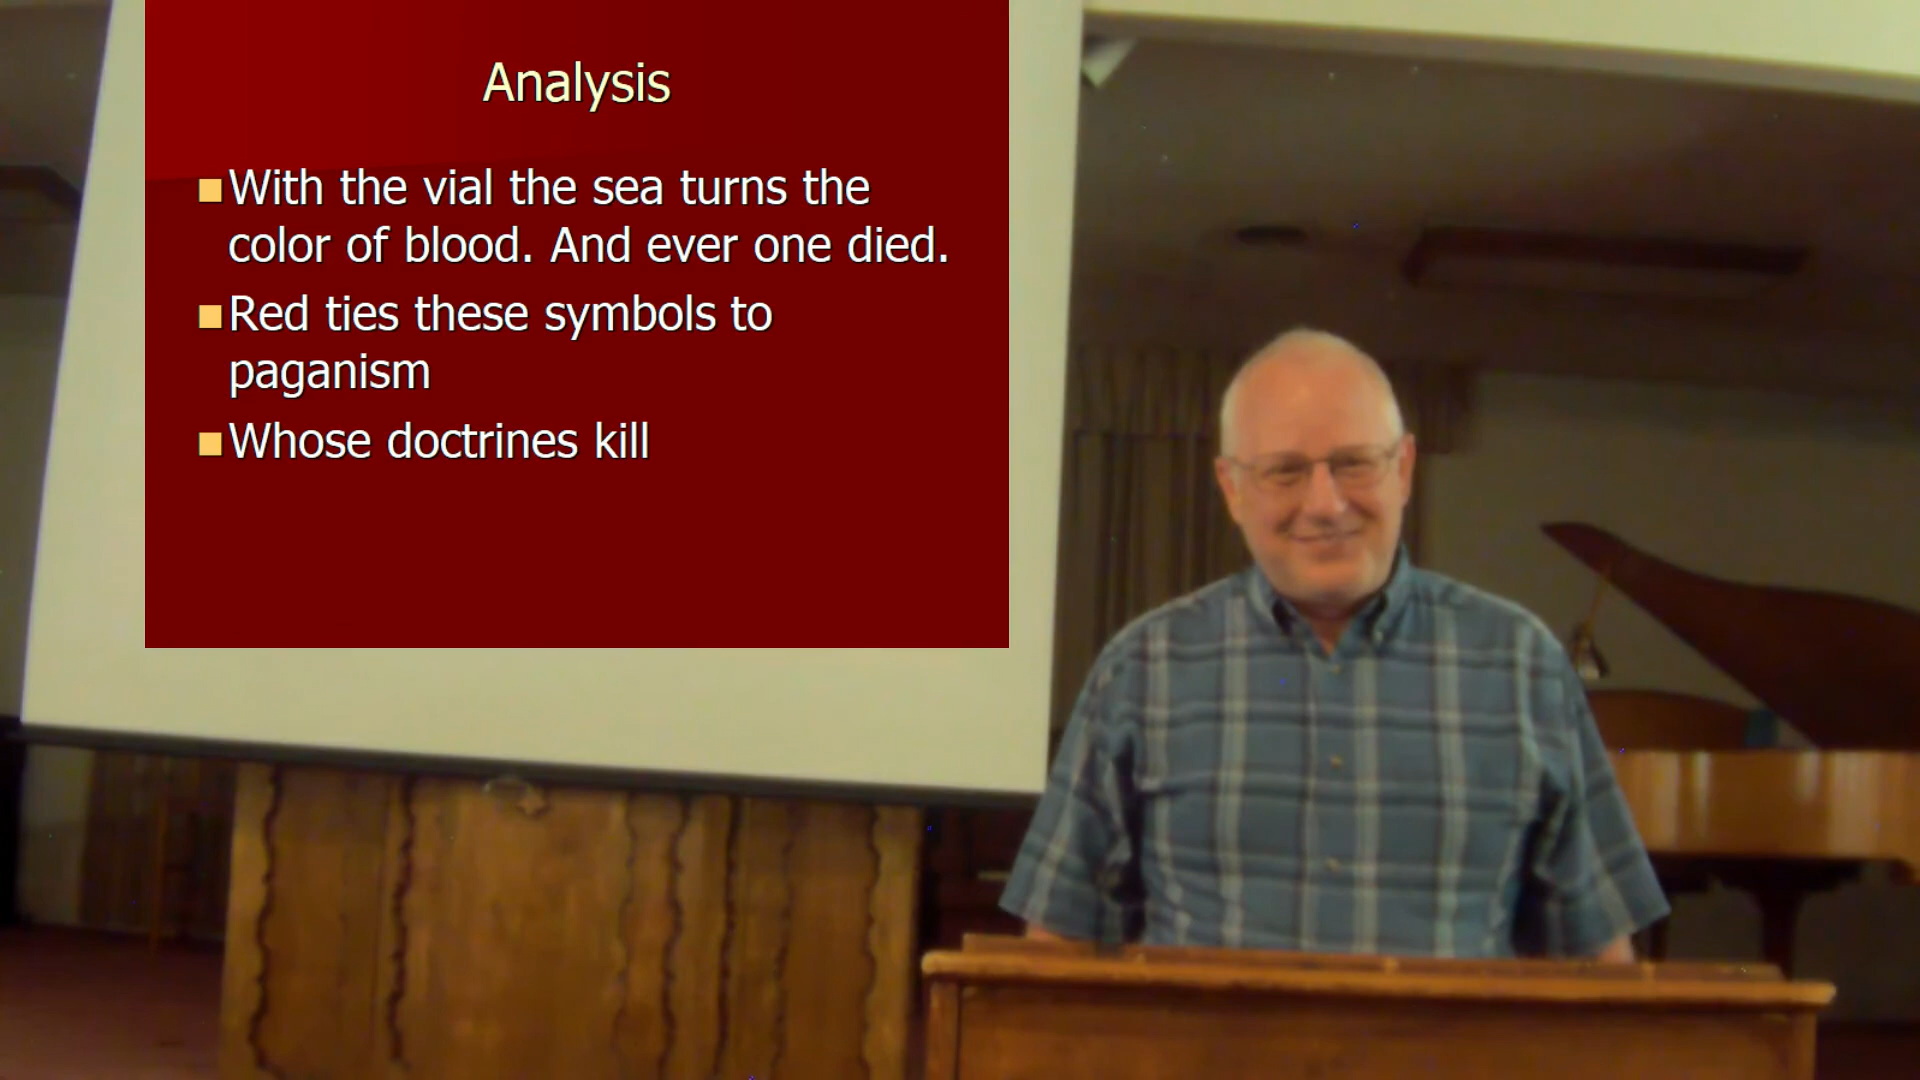 Analysis
With the vial the sea turns the
color of blood. And ever one died.
Red ties these symbols to
paganism
Whose doctrines kill